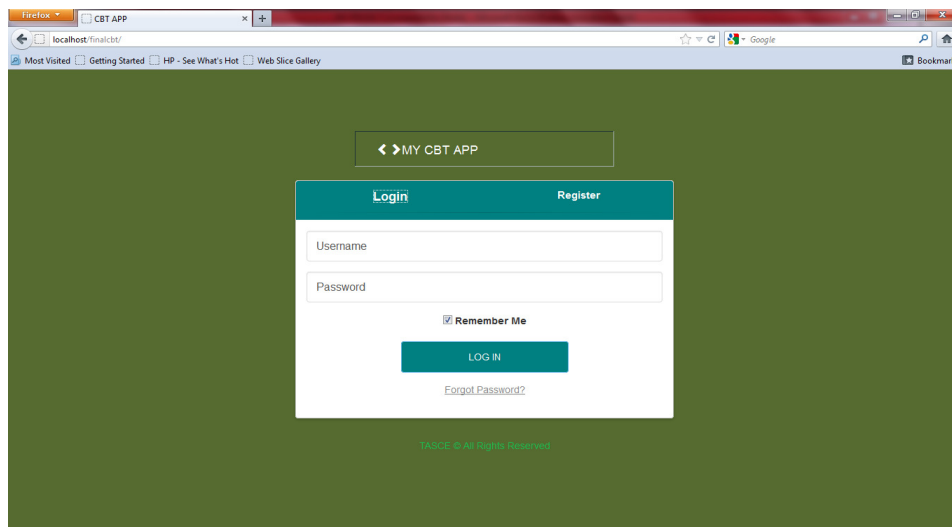 Firefox
CBT APP
localhost/finalcbt/
Google
Most Visited Getting Started HP - See What's Hot Web Slice Gallery
Bookmar
MY CBT APP
Login Register
Username
Password
Remember Me
LOG IN
Forgot Password?
TASCE © All Rights Reserved